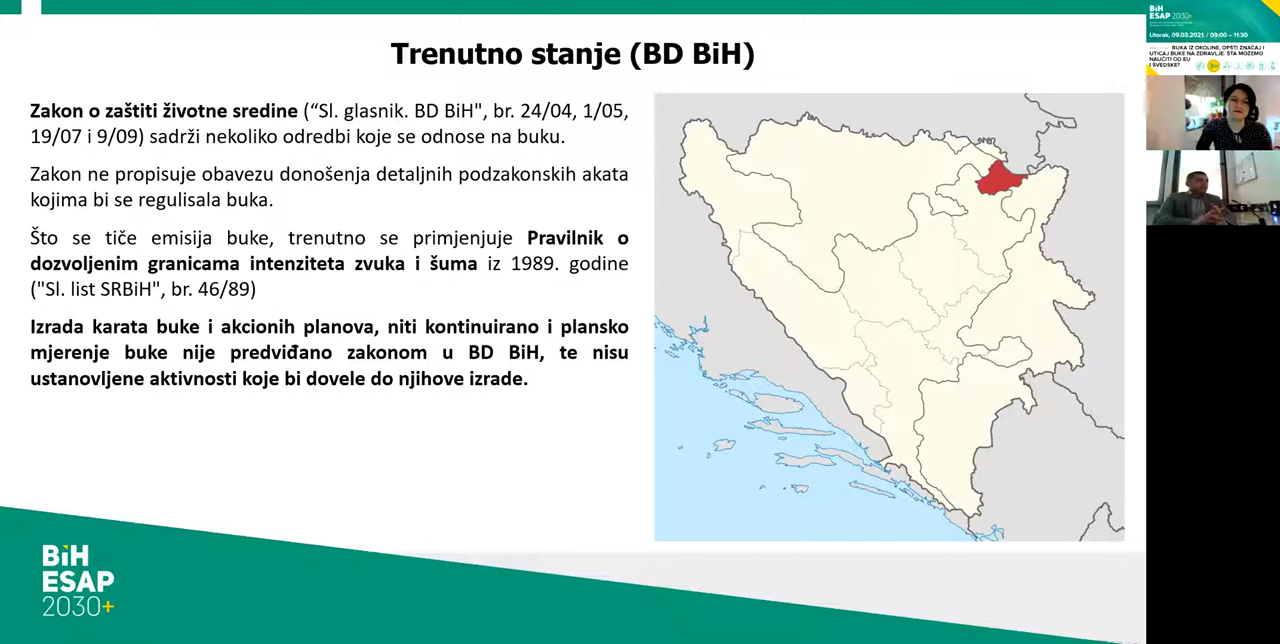 Trenutno stanje (BD BiH)
Zakon o zaštiti životne sredine (“Sl. glasnik. BD BiH", br. 24/04, 1/05,
19/07 i 9/09) sadrži nekoliko odredbi koje se odnose na buku.
Zakon ne propisuje obavezu donošenja detaljnih podzakonskih akata
kojima bi se regulisala buka.
Što se tiče emisija buke, trenutno se primjenjuje Pravilnik o
dozvoljenim granicama intenziteta zvuka i šuma iz 1989. godine
("Sl. list SRBiH", br. 46/89)
Izrada karata buke i akcionih planova, niti kontinuirano i plansko
mjerenje buke nije predviđano zakonom u BD BiH, te nisu
ustanovljene aktivnosti koje bi dovele do njihove izrade.
BiH
ESAP
2030+
BiH
ESAP 2030+
Utorak, 09.03.2021. / 09:00 – 11:30
BUKA IZ OKOLINE, OPŠTI ZNAČAJ I
UTICAJ BUKE NA ZDRAVLJE. ŠTA MOŽEMO
NAUČITI OD EU
I ŠVEDSKE?